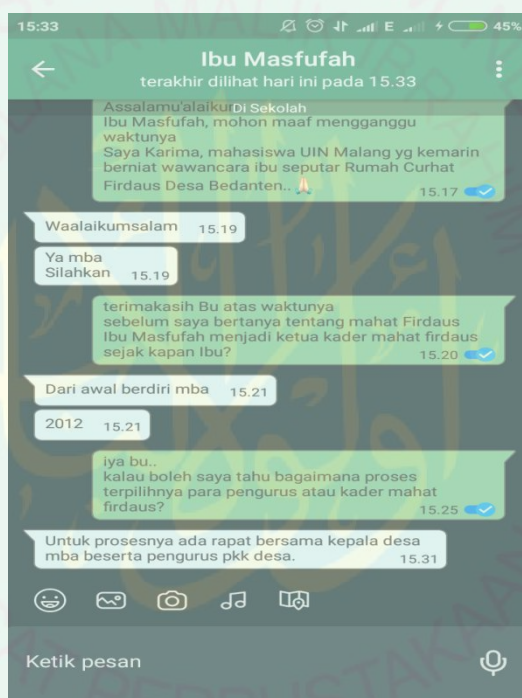 15:33
E
45%
Ibu Masfufah
terakhir dilihat hari ini pada 15.33
Di Sekolah
Ibu Masfufah, mohon maaf mengganggu
waktunya
Saya Karima, mahasiswa UIN Malang yg kemarin
berniat wawancara ibu seputar Rumah Curhat
Firdaus Desa Bedanten..
15.17
Waalaikumsalam 15.19
Ya mba
Silahkan 15.19
terimakasih Bu atas waktunya
sebelum saya bertanya tentang mahat Firdaus
Ibu Masfufah menjadi ketua kader mahat firdaus
sejak kapan Ibu?
15.20
Dari awal berdiri mba 15.21
2012 15.21
iya bu..
kalau boleh saya tahu bagaimana proses
terpilihnya para pengurus atau kader mahat
firdaus?
15.25
Untuk prosesnya ada rapat bersama kepala desa
mba beserta pengurus pkk desa.
15.31
Ketik pesan